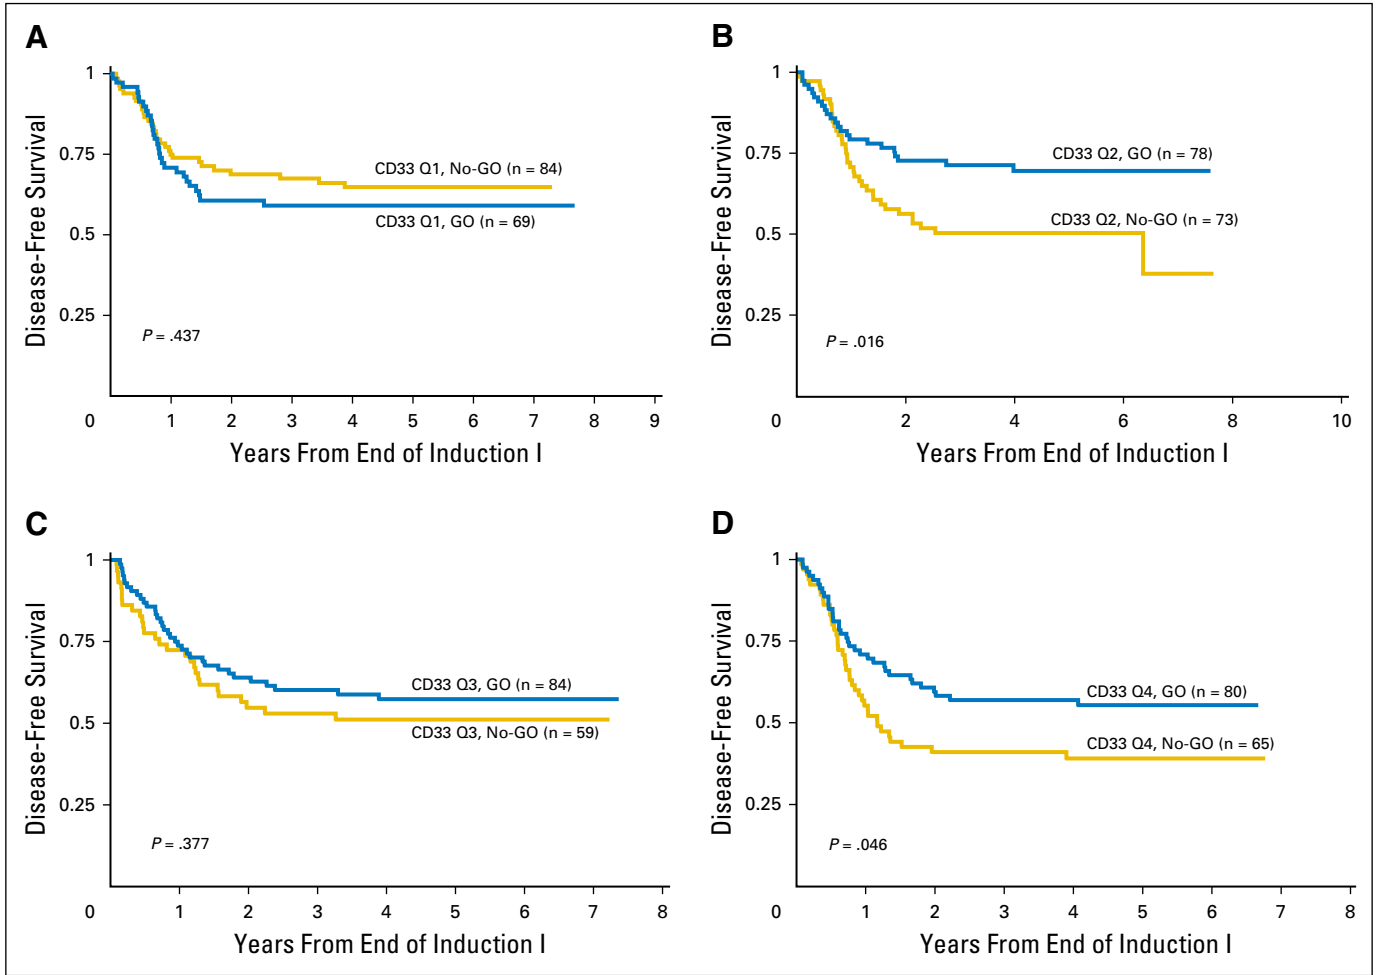 A
Disease-Free Survival
1
0.75
0.5
0.25
0
CD33 Q1, No-GO (n = 84)
CD33 Q1, GO (n = 69)
P = .437
1 2 3 4 5 6 7 8 9
Years From End of Induction I
B
Disease-Free Survival
1
0.75
0.5
0.25
0
CD33 Q2, GO (n = 78)
CD33 Q2, No-GO (n = 73)
P = .016
2 4 6 8 10
Years From End of Induction I
C
Disease-Free Survival
1
0.75
0.5
0.25
0
CD33 Q3, GO (n = 84)
CD33 Q3, No-GO (n = 59)
P = .377
1 2 3 4 5 6 7 8
Years From End of Induction I
D
Disease-Free Survival
1
0.75
0.5
0.25
0
CD33 Q4, GO (n = 80)
CD33 Q4, No-GO (n = 65)
P = .046
1 2 3 4 5 6 7 8
Years From End of Induction I